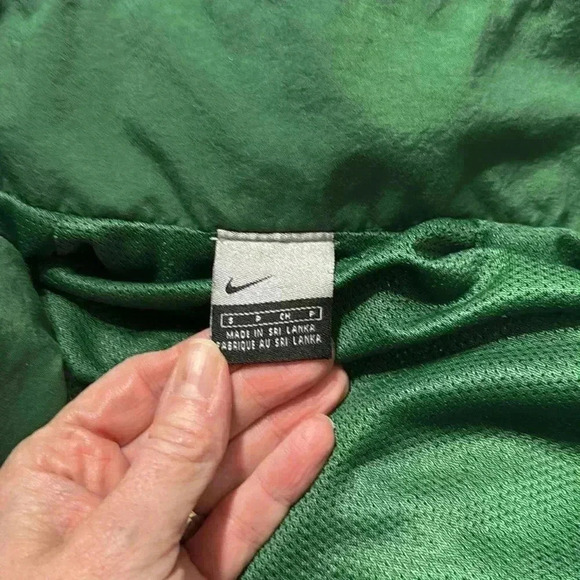 S P CH P
MADE IN SRI LANKA
FABRIQUE AU SRI LANKA